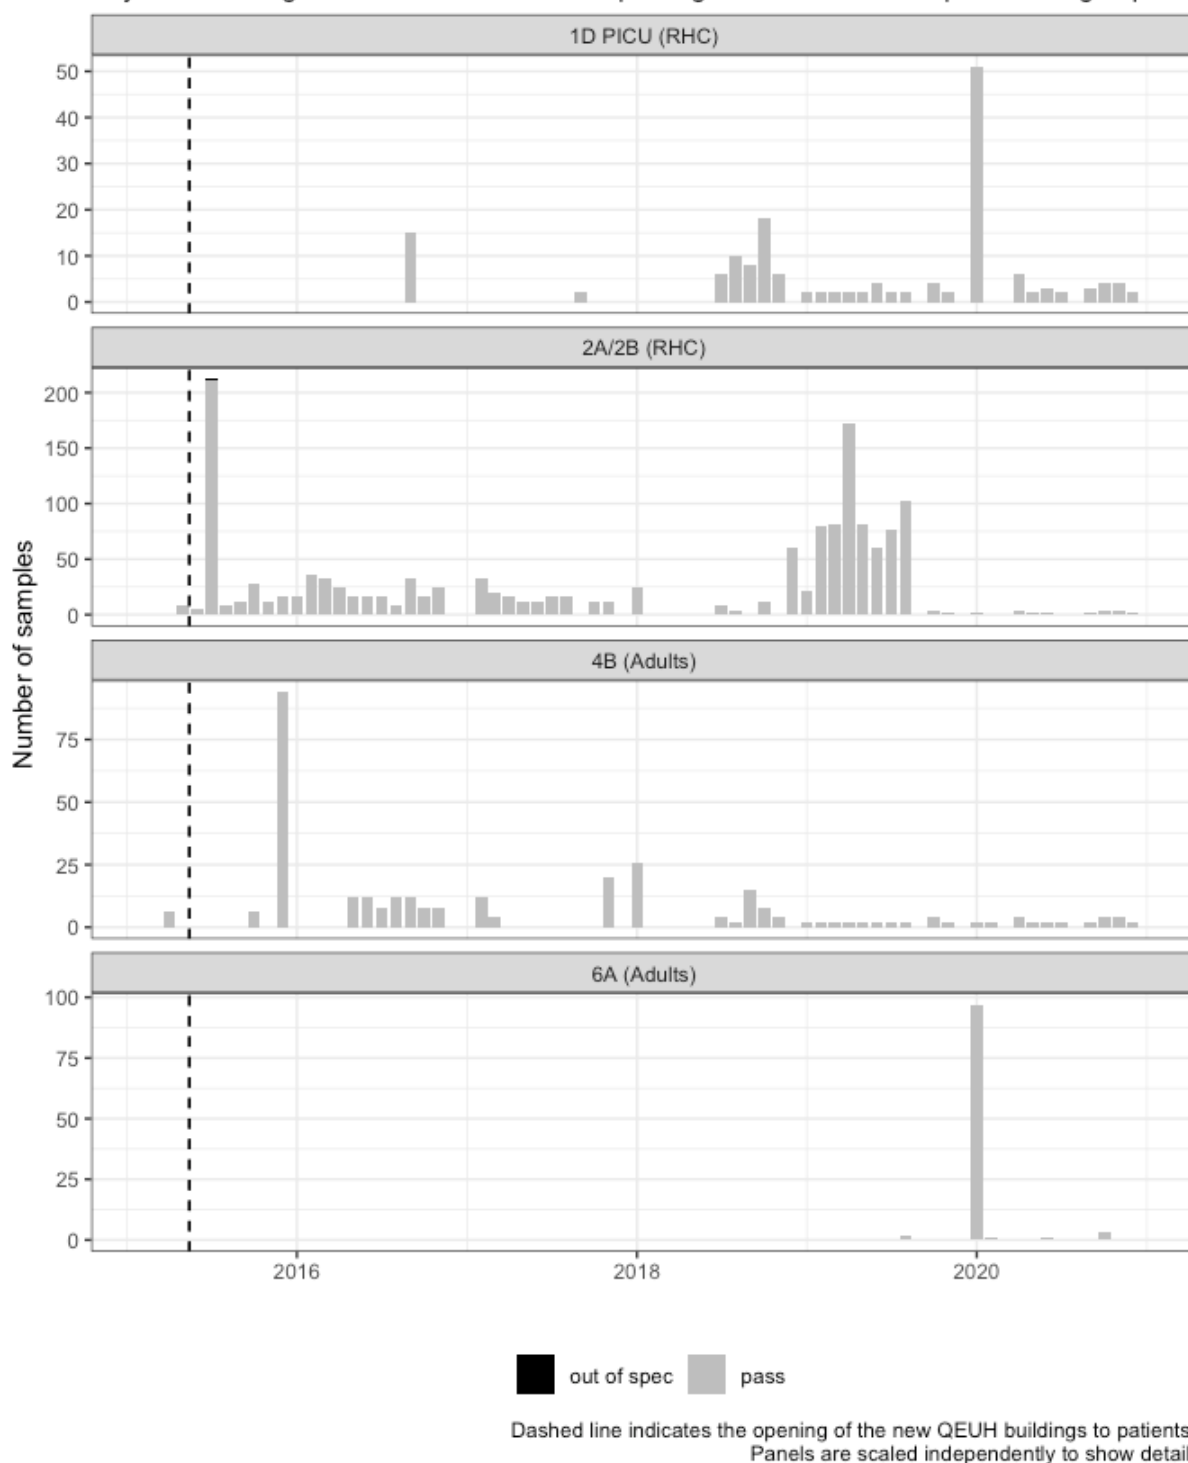 1D PICU (RHC)
50
40
30
20
10
0
2A/2B (RHC)
200
150
100
50
0
Number of samples
4B (Adults)
75
50
25
0
6A (Adults)
100
75
50
25
0
2016 2018 2020
out of spec pass
Dashed line indicates the opening of the new QEUH buildings to patients
Panels are scaled independently to show detail